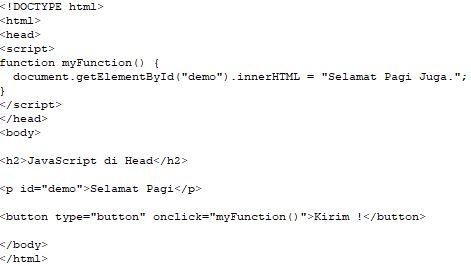 <!DOCTYPE html>
<html>
<head>
<script>
function myFunction() {
  document.getElementById("demo").innerHTML = "Selamat Pagi Juga.";
}
</script>
</head>
<body>

<h2>JavaScript di Head</h2>

<p id="demo">Selamat Pagi</p>

<button type="button" onclick="myFunction()">Kirim !</button>

</body>
</html>